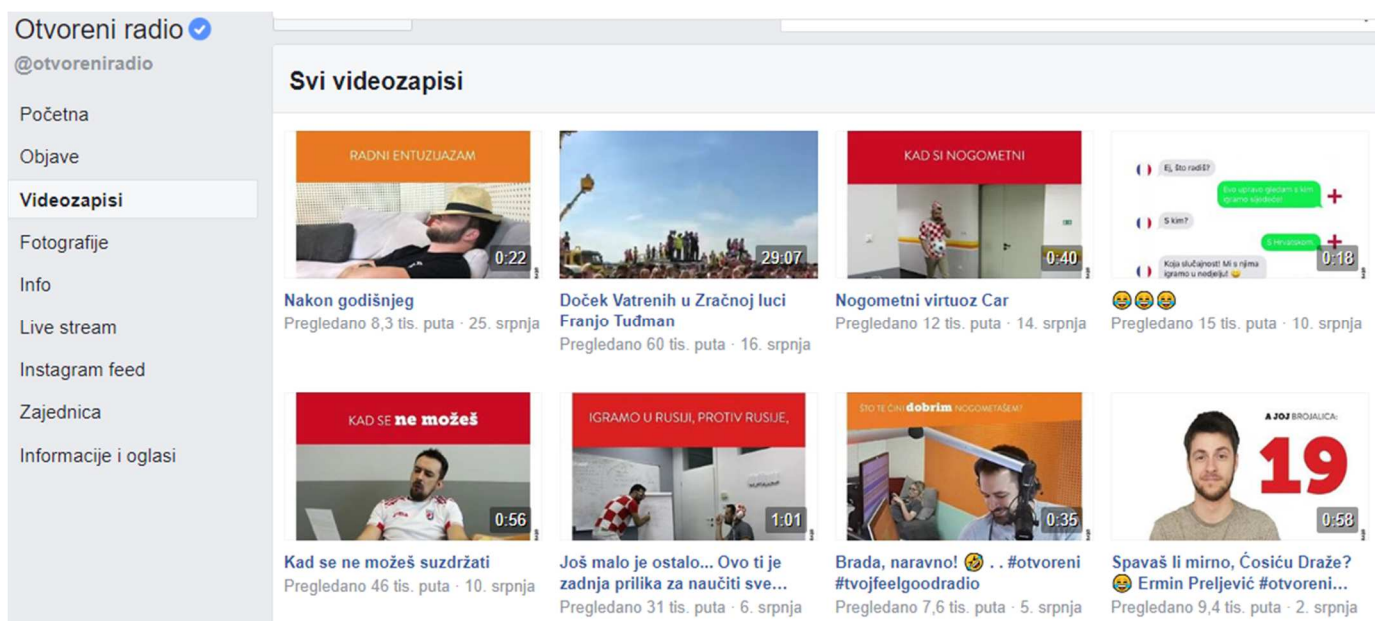 Otvoreni radio
@otvoreniradio
Početna
Objave
Videozapisi
Fotografije
Info
Live stream
Instagram feed
Zajednica
Informacije i oglasi
Svi videozapisi
RADNI ENTUZUAZAM
0:22
Nakon godišnjeg
Pregledano 8,3 tis. puta · 25. srpnja
29:07
Doček Vatrenih u Zračnoj luci
Franjo Tuđman
Pregledano 60 tis. puta · 16. srpnja
KAD SI NOGOMETNI
0:40
Nogometni virtuoz Car
Pregledano 12 tis. puta · 14. srpnja
Ej, što radiš?
Evo upravo gledam s kim
igramo sljedeće!
S kim?
S Hrvatskom
Koja slučajnost! Mi s njima
igramo u nedjelju! 😄
0:18
😂😂😂
Pregledano 15 tis. puta · 10. srpnja
KAD SE ne možeš
0:56
Kad se ne možeš suzdržati
Pregledano 46 tis. puta · 10. srpnja
IGRAMO U RUSIJI, PROTIV RUSIJE,
1:01
Još malo je ostalo... Ovo ti je
zadnja prilika za naučiti sve...
Pregledano 31 tis. puta · 6. srpnja
ŠTO TE ČINI dobrim NOGOMETAŠEM?
0:35
Brada, naravno! 🤣 . . #otvoreni
#tvojfeelgoodradio
Pregledano 7,6 tis. puta · 5. srpnja
A JOJ BROJALICA:
19
0:58
Spavaš li mirno, Ćosiću Draže?
😂 Ermin Preljević #otvoreni...
Pregledano 9,4 tis. puta · 2. srpnja